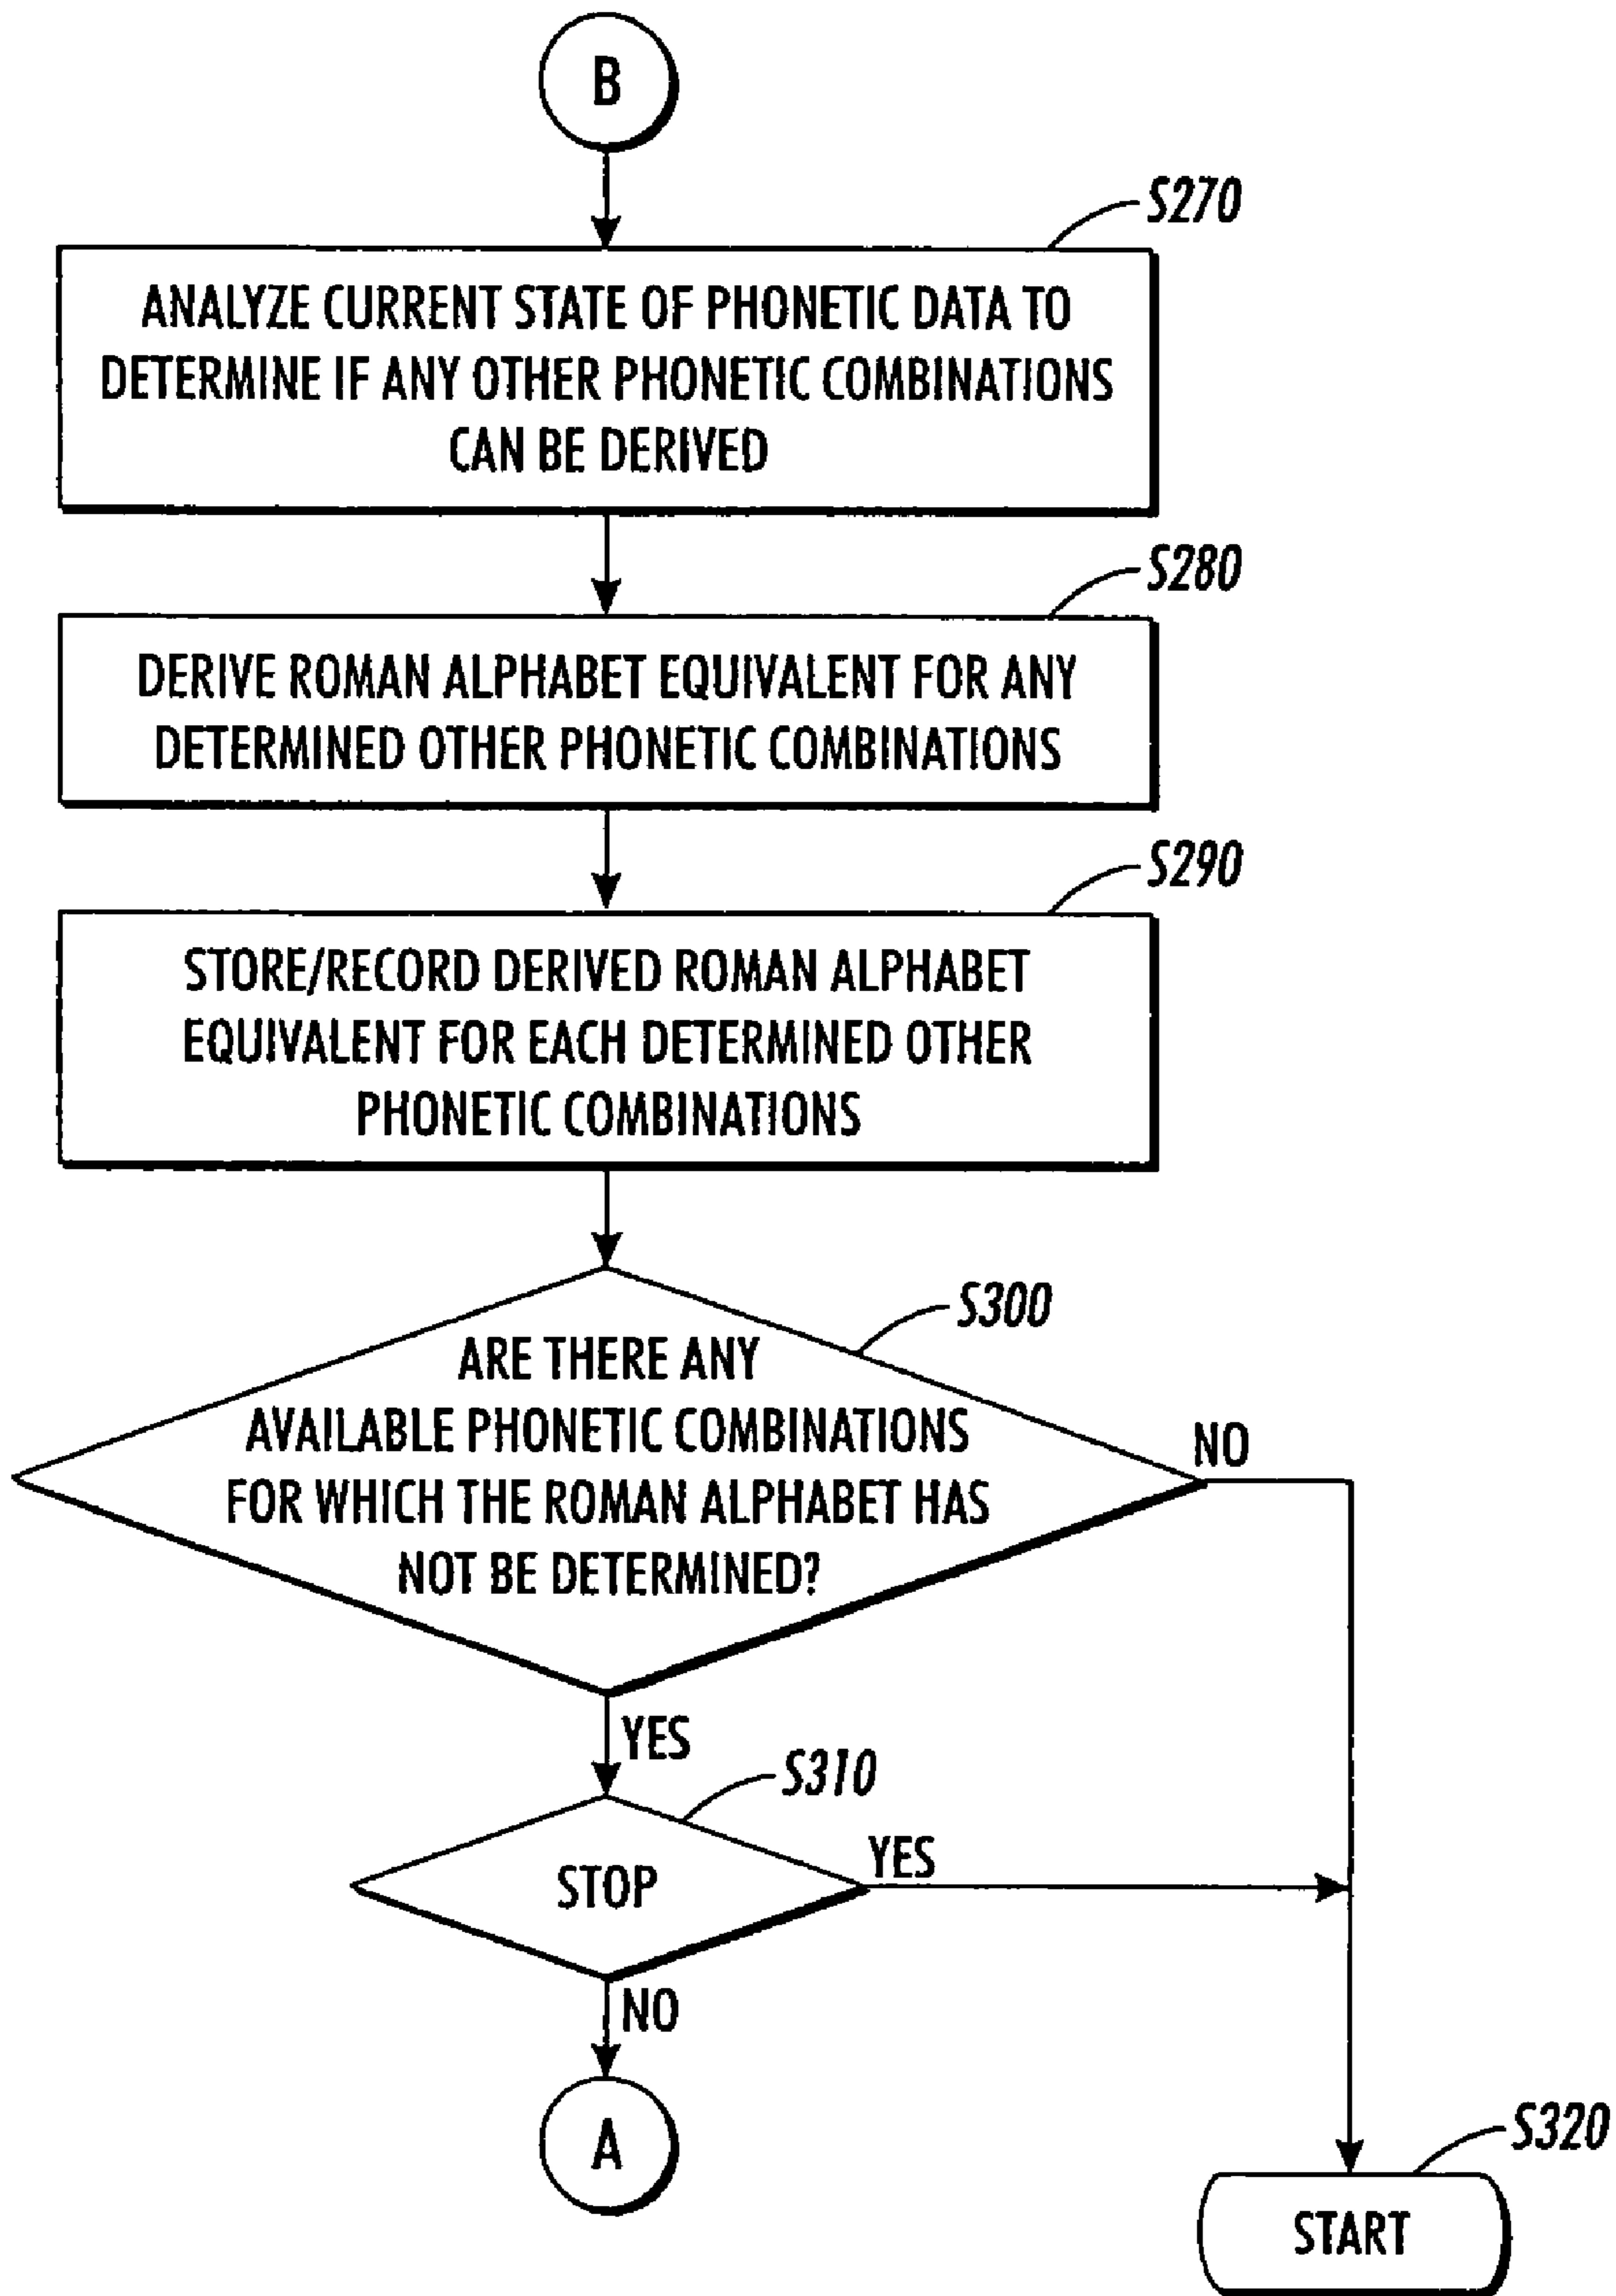 B
S270
ANALYZE CURRENT STATE OF PHONETIC DATA TO
DETERMINE IF ANY OTHER PHONETIC COMBINATIONS
CAN BE DERIVED
S280
DERIVE ROMAN ALPHABET EQUIVALENT FOR ANY
DETERMINED OTHER PHONETIC COMBINATIONS
S290
STORE/RECORD DERIVED ROMAN ALPHABET
EQUIVALENT FOR EACH DETERMINED OTHER
PHONETIC COMBINATIONS
S300
ARE THERE ANY
AVAILABLE PHONETIC COMBINATIONS
FOR WHICH THE ROMAN ALPHABET HAS
NOT BE DETERMINED?
NO
YES
S310
STOP
YES
NO
A
S320
START